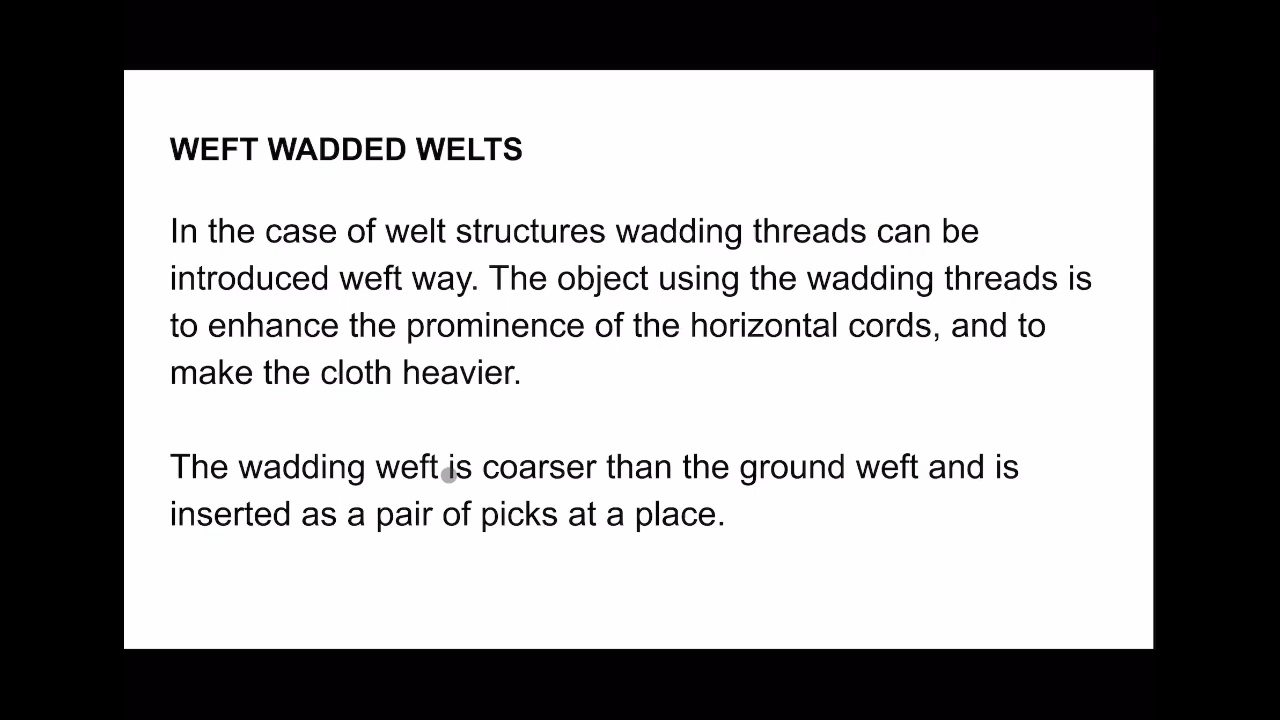 WEFT WADDED WELTS
In the case of welt structures wadding threads can be
introduced weft way. The object using the wadding threads is
to enhance the prominence of the horizontal cords, and to
make the cloth heavier.
The wadding weft is coarser than the ground weft and is
inserted as a pair of picks at a place.